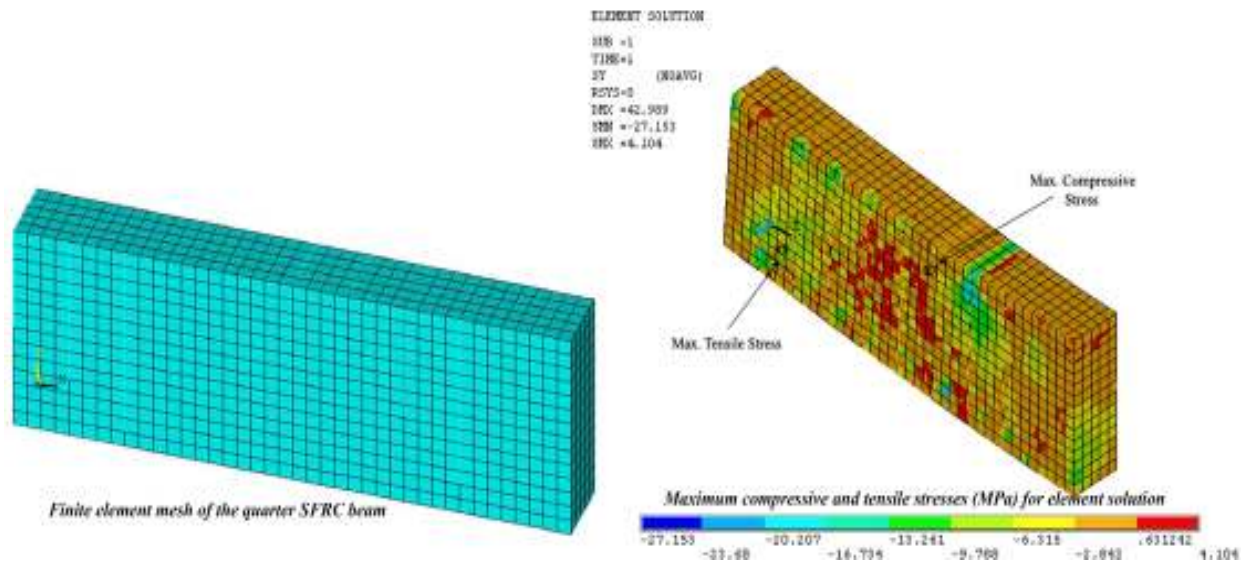 ELEMENT SOLUTION
SUB =1
TIME=1
SY (NOAVG)
RSYS=0
DMX =42.989
SMN =-27.153
SMX =4.104
Max. Compressive
Stress
Max. Tensile Stress
Finite element mesh of the quarter SFRC beam
Maximum compressive and tensile stresses (MPa) for element solution
-27.153 -20.207 -13.261 -6.315 .631242
-23.68 -16.734 -9.788 -2.842 4.104